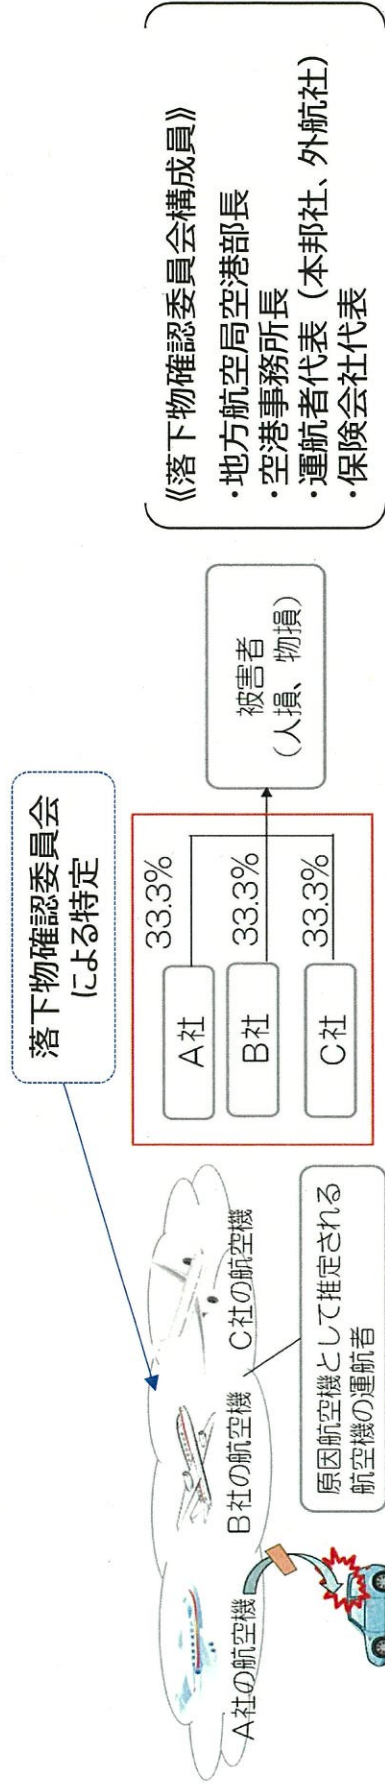 落下物確認委員会
による特定
A社の航空機
B社の航空機
C社の航空機
原因航空機として推定される
航空機の運航者
A社
33.3%
B社
33.3%
C社
33.3%
被害者
(人損、物損)
《落下物確認委員会構成員》
・地方航空局空港部長
・空港事務所長
・運航者代表(本邦社、外航社)
・保険会社代表